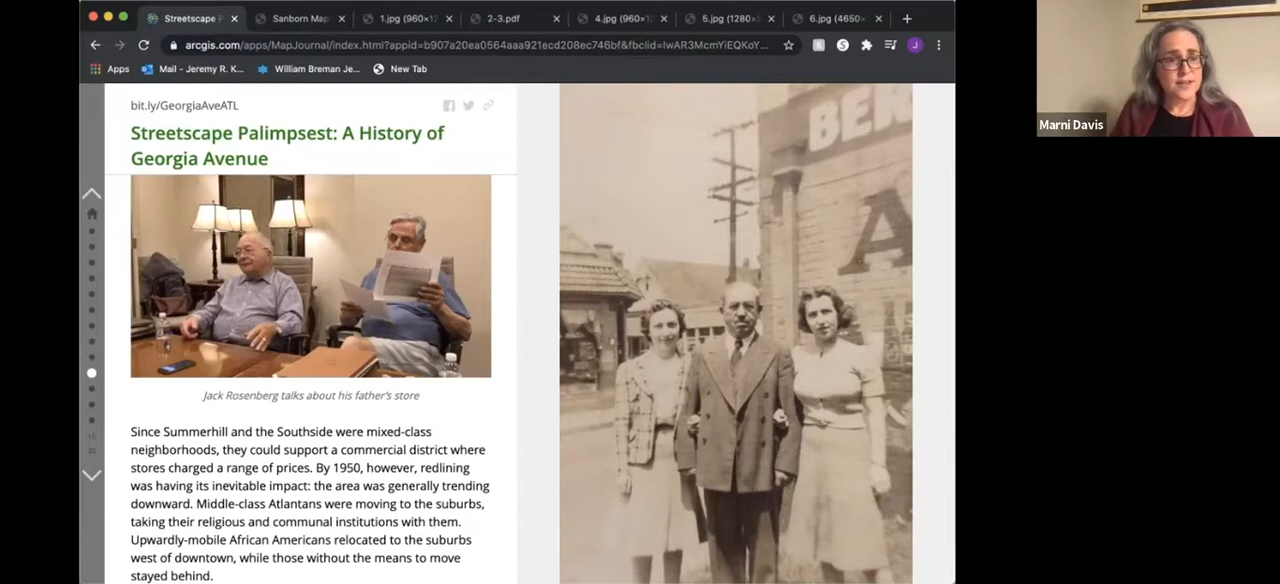 Streetscape P
Sanborn Map
1.jpg (960×1
2-3.pdf
4.jpg (960×1
5.jpg (1280×
6.jpg (4650×
arcgis.com/apps/MapJournal/index.html?appid=b907a20ea0564aaa921ecd208ec746bf&fbclid=IwAR3McmYiEQKoY...
J
Apps
Mail - Jeremy R. K...
William Breman Je...
New Tab
bit.ly/GeorgiaAveATL
Streetscape Palimpsest: A History of
Georgia Avenue
Jack Rosenberg talks about his father's store
Since Summerhill and the Southside were mixed-class
neighborhoods, they could support a commercial district where
stores charged a range of prices. By 1950, however, redlining
was having its inevitable impact: the area was generally trending
downward. Middle-class Atlantans were moving to the suburbs,
taking their religious and communal institutions with them.
Upwardly-mobile African Americans relocated to the suburbs
west of downtown, while those without the means to move
stayed behind.
BER
A
Marni Davis